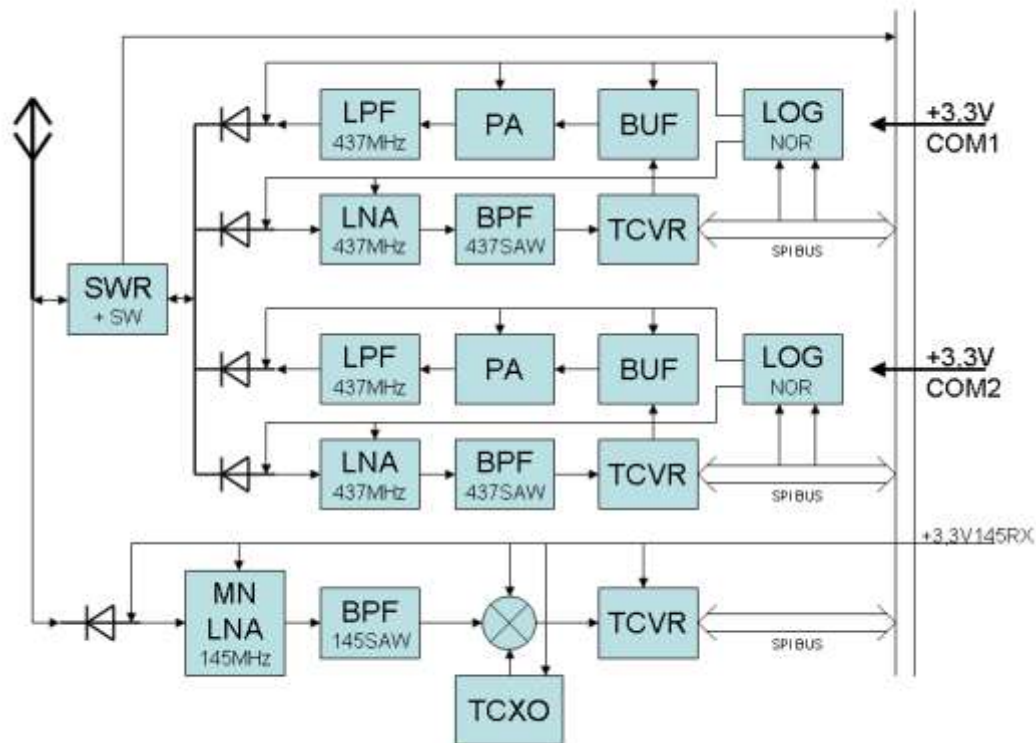 LPF
437MHz
PA
BUF
LOG
NOR
+3.3V
COM1
LNA
437MHz
BPF
437SAW
TCVR
SPI BUS
SWR
+ SW
LPF
437MHz
PA
BUF
LOG
NOR
+3.3V
COM2
LNA
437MHz
BPF
437SAW
TCVR
SPI BUS
+3,3V145RX
MN
LNA
145MHz
BPF
145SAW
TCVR
SPI BUS
TCXO